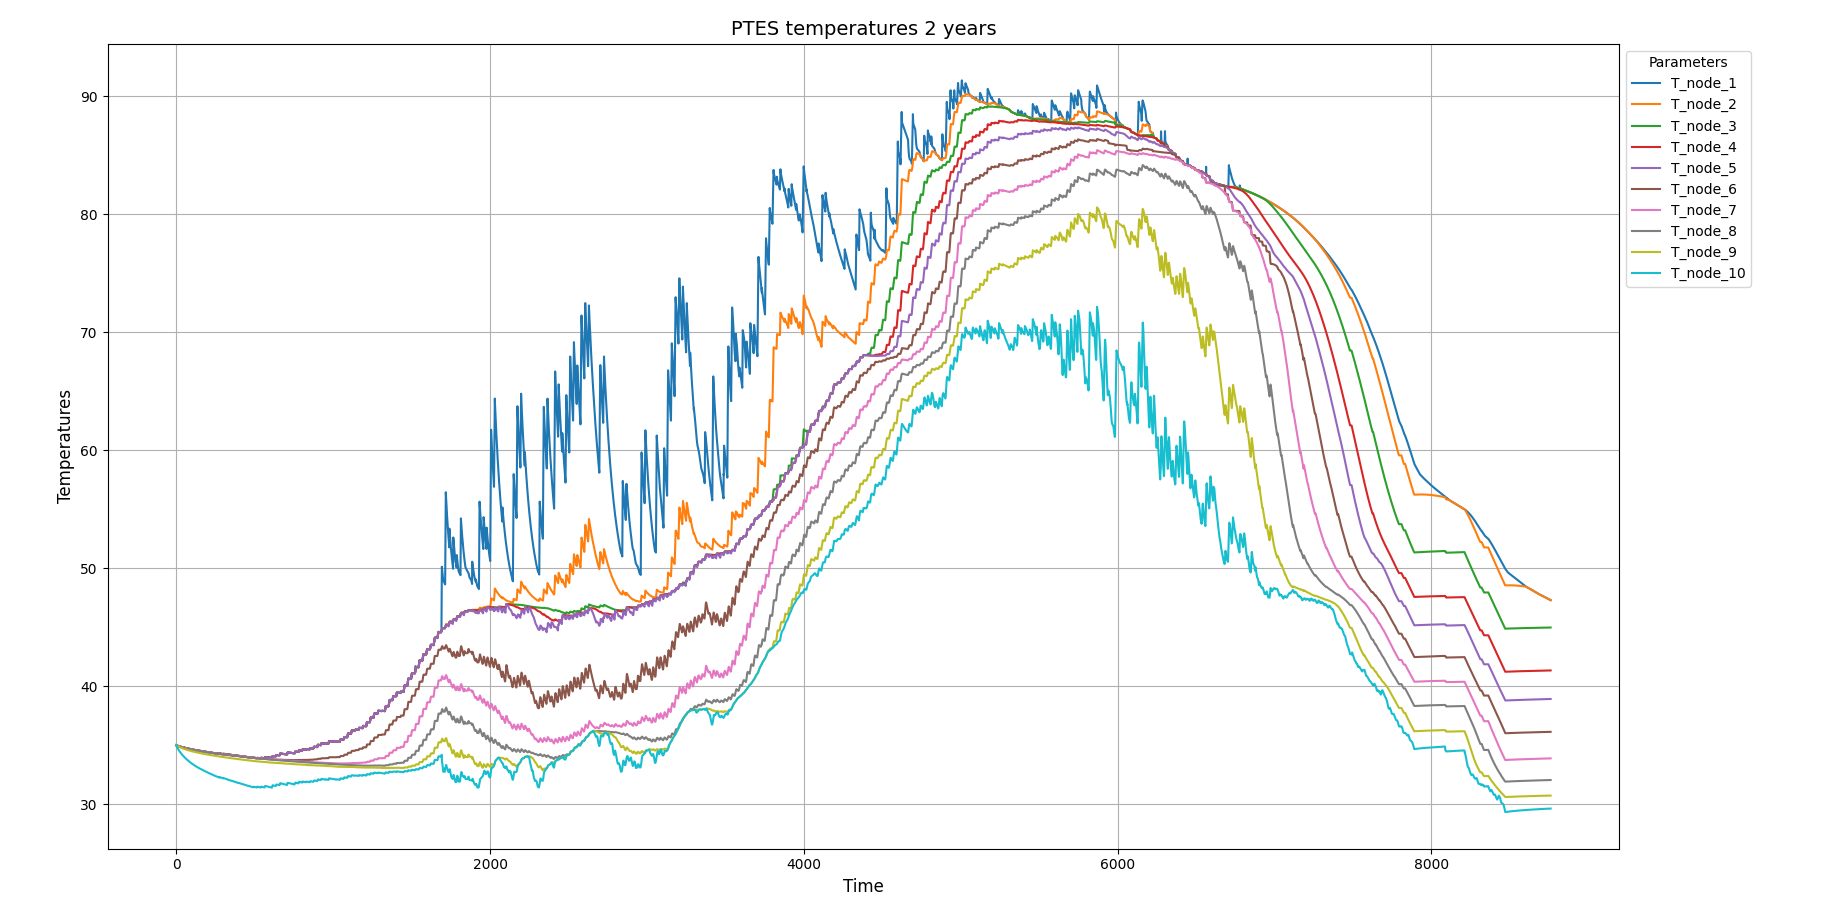 PTES temperatures 2 years
Temperatures
90
80
70
60
50
40
30
0 2000 4000 6000 8000
Time
Parameters
T_node_1
T_node_2
T_node_3
T_node_4
T_node_5
T_node_6
T_node_7
T_node_8
T_node_9
T_node_10